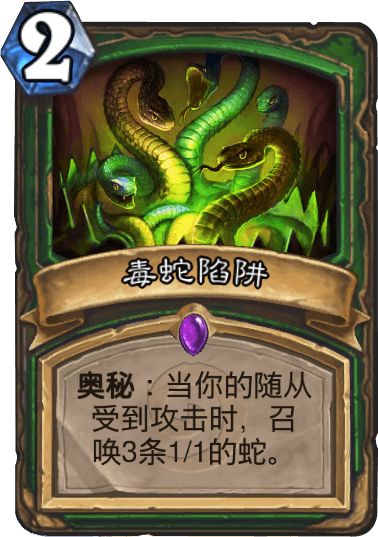 2
毒蛇陷阱
奥秘：当你的随从
受到攻击时，召
唤3条1/1的蛇。